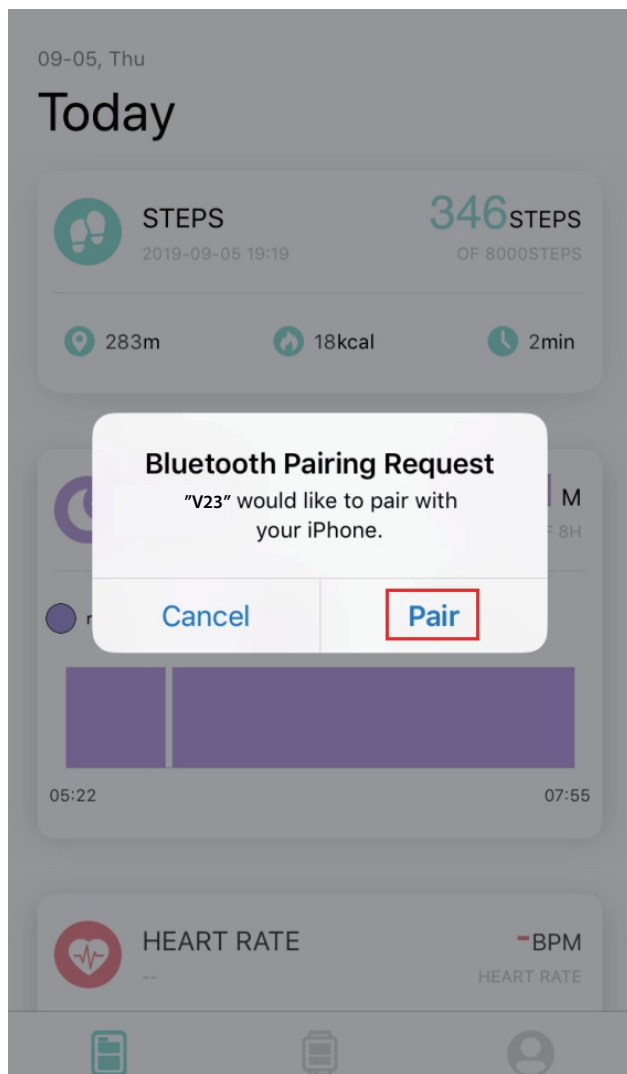 09-05, Thu
Today
STEPS
346STEPS
2019-09-05 19:19
OF 8000STEPS
283m
18kcal
2min
Bluetooth Pairing Request
"V23" would like to pair with
your iPhone.
M
8H
Cancel
Pair
05:22
07:55
HEART RATE
-BPM
--
HEART RATE